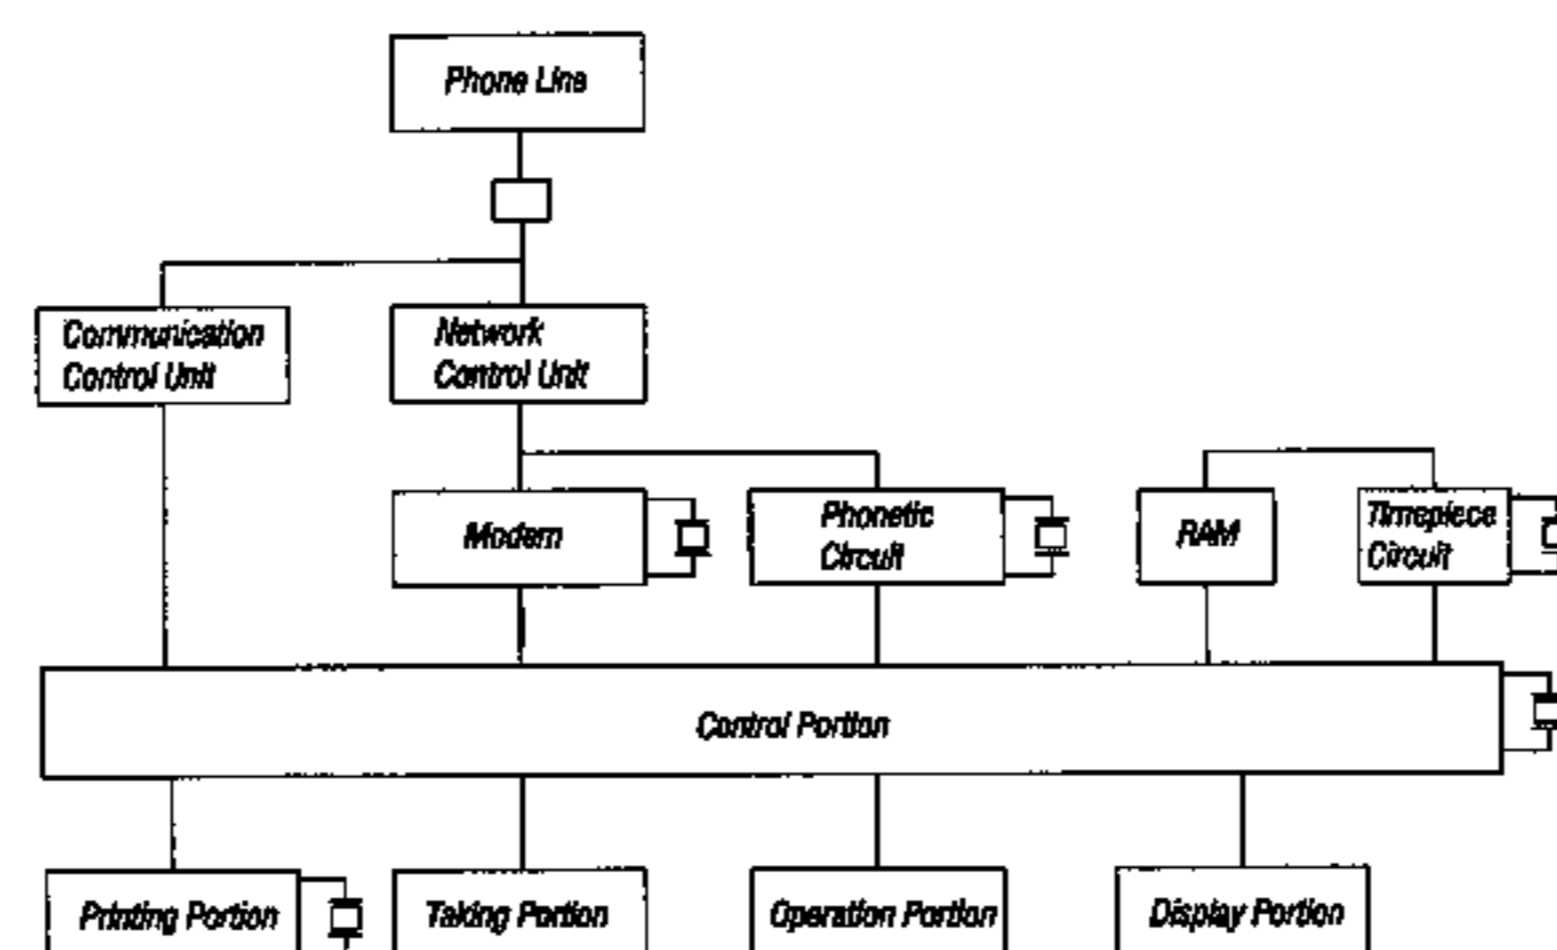 Phone Line
Communication
Control Unit
Network
Control Unit
Modem
Phonetic
Circuit
RAM
Timepiece
Circuit
Control Portion
Printing Portion
Taking Portion
Operation Portion
Display Portion